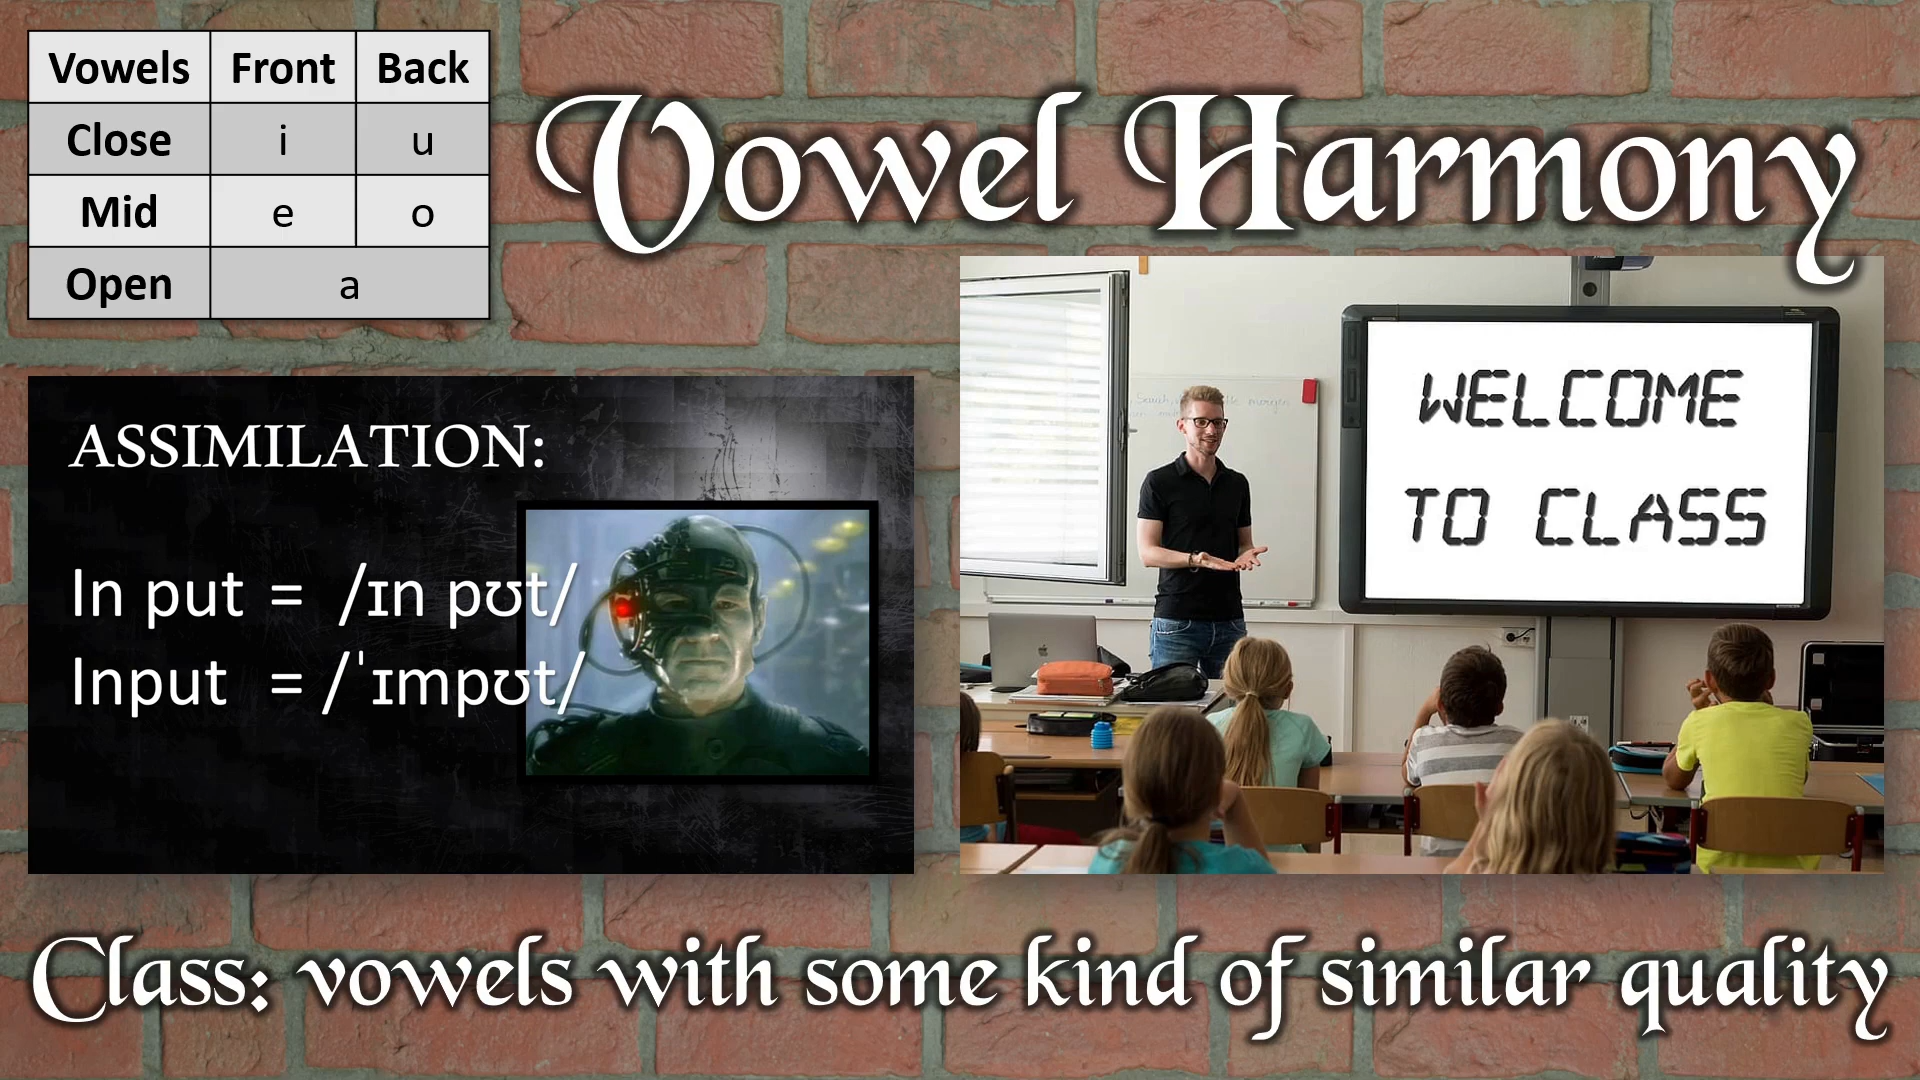 Vowels Front Back
Close i u
Mid e o
Open a
Vowel Harmony
ASSIMILATION:
In put = /ɪn pʊt/
Input = /ˈɪmpʊt/
WELCOME
TO CLASS
Class: vowels with some kind of similar quality